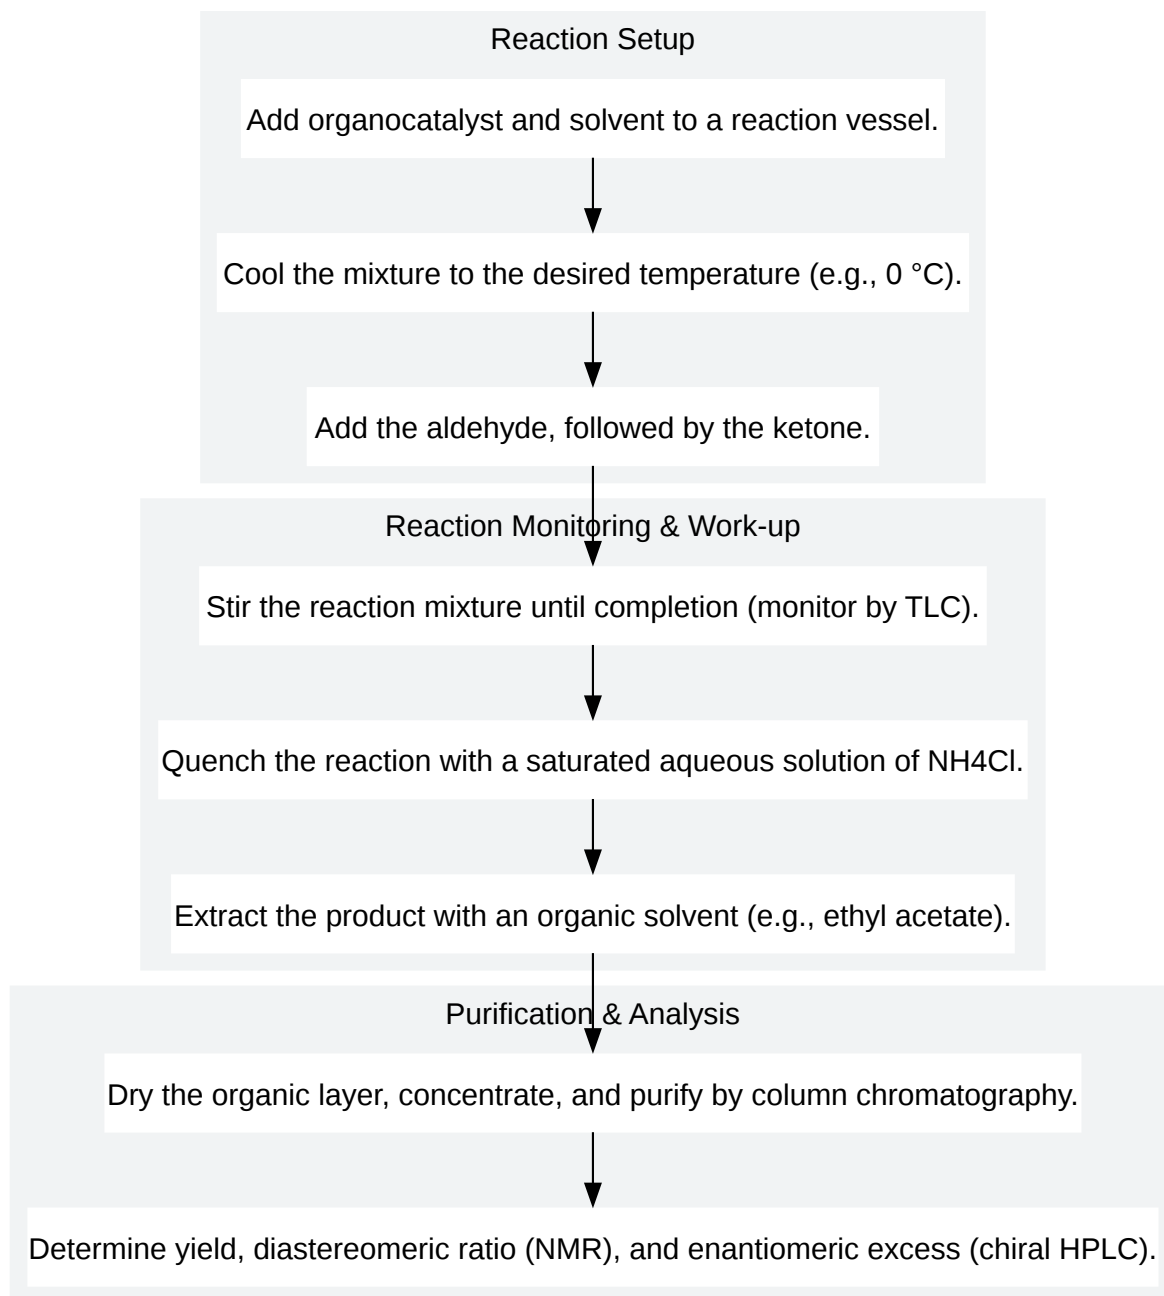 Reaction Setup
Add organocatalyst and solvent to a reaction vessel.
Cool the mixture to the desired temperature (e.g., 0 °C).
Add the aldehyde, followed by the ketone.
Reaction Monitoring & Work-up
Stir the reaction mixture until completion (monitor by TLC).
Quench the reaction with a saturated aqueous solution of NH4Cl.
Extract the product with an organic solvent (e.g., ethyl acetate).
Purification & Analysis
Dry the organic layer, concentrate, and purify by column chromatography.
Determine yield, diastereomeric ratio (NMR), and enantiomeric excess (chiral HPLC).